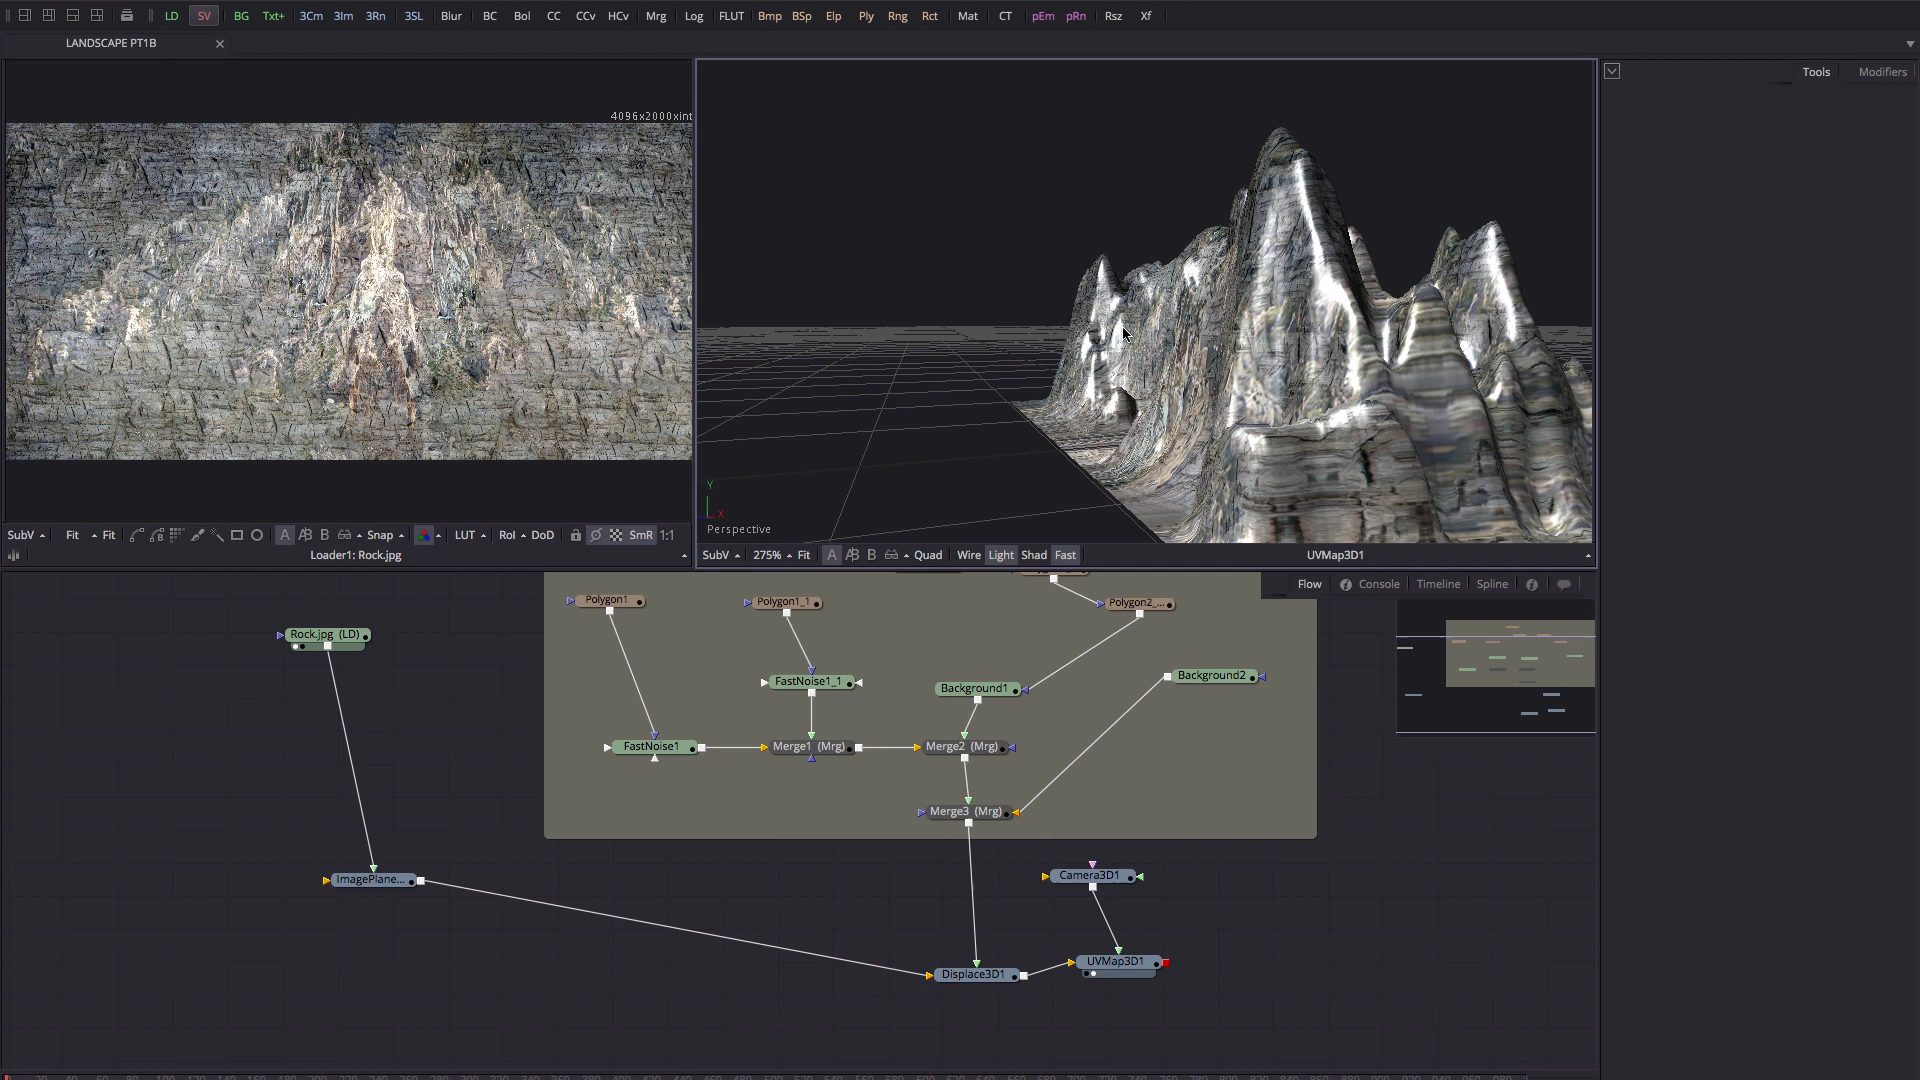 LD SV BG Txt+ 3Cm 3Im 3Rn 3SL Blur BC Bol CC CCv HCv Mrg Log FLUT Bmp BSp Elp Ply Rng Rct Mat CT pEm pRn Rsz Xf
LANDSCAPE PT1B
Tools Modifiers
4096x2000xint
Y
X
Perspective
SubV Fit Fit A A/B B Snap LUT RoI DoD SmR 1:1
Loader1: Rock.jpg
SubV 275% Fit A A/B B Quad Wire Light Shad Fast UVMap3D1
Flow Console Timeline Spline
Polygon1
Polygon1_1
Polygon2_...
Rock.jpg (LD)
FastNoise1_1
Background1
Background2
FastNoise1
Merge1 (Mrg)
Merge2 (Mrg)
Merge3 (Mrg)
ImagePlane...
Camera3D1
Displace3D1
UVMap3D1